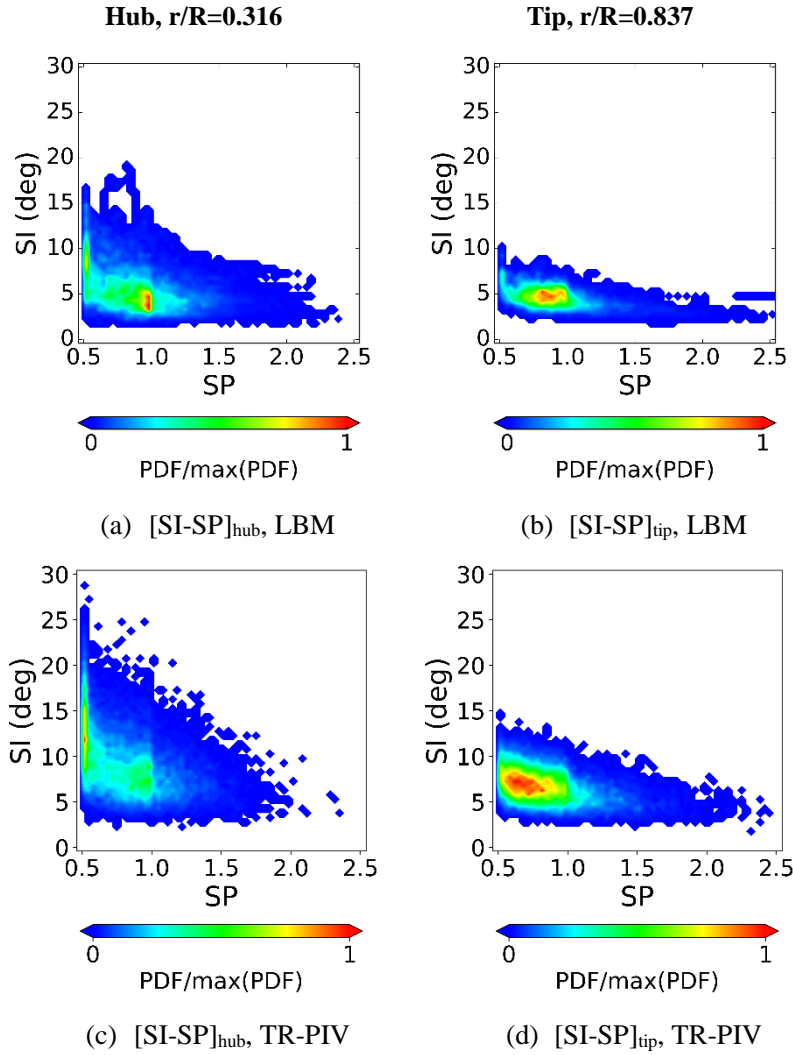 Hub, r/R=0.316
Tip, r/R=0.837
30
25
20
15
10
5
0
SI (deg)
0.5 1.0 1.5 2.0 2.5
SP
0 1
PDF/max(PDF)
(a) [SI-SP]hub, LBM
30
25
20
15
10
5
0
SI (deg)
0.5 1.0 1.5 2.0 2.5
SP
0 1
PDF/max(PDF)
(b) [SI-SP]tip, LBM
30
25
20
15
10
5
0
SI (deg)
0.5 1.0 1.5 2.0 2.5
SP
0 1
PDF/max(PDF)
(c) [SI-SP]hub, TR-PIV
30
25
20
15
10
5
0
SI (deg)
0.5 1.0 1.5 2.0 2.5
SP
0 1
PDF/max(PDF)
(d) [SI-SP]tip, TR-PIV